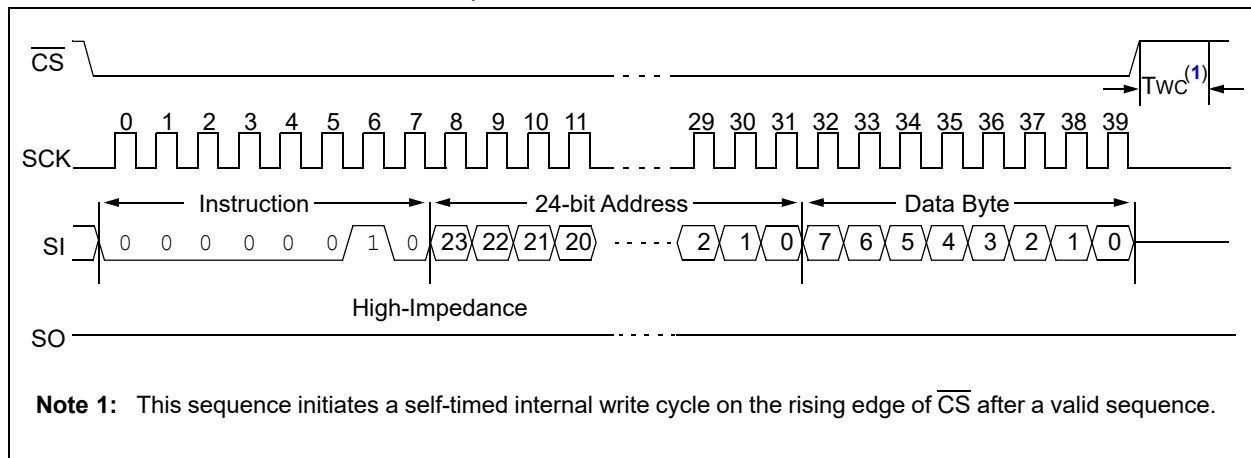 CS
TWC(1)
0 1 2 3 4 5 6 7 8 9 10 11 29 30 31 32 33 34 35 36 37 38 39
SCK
Instruction 24-bit Address Data Byte
SI 0 0 0 0 0 0 1 0 23 22 21 20 2 1 0 7 6 5 4 3 2 1 0
High-Impedance
SO
Note 1: This sequence initiates a self-timed internal write cycle on the rising edge of CS after a valid sequence.